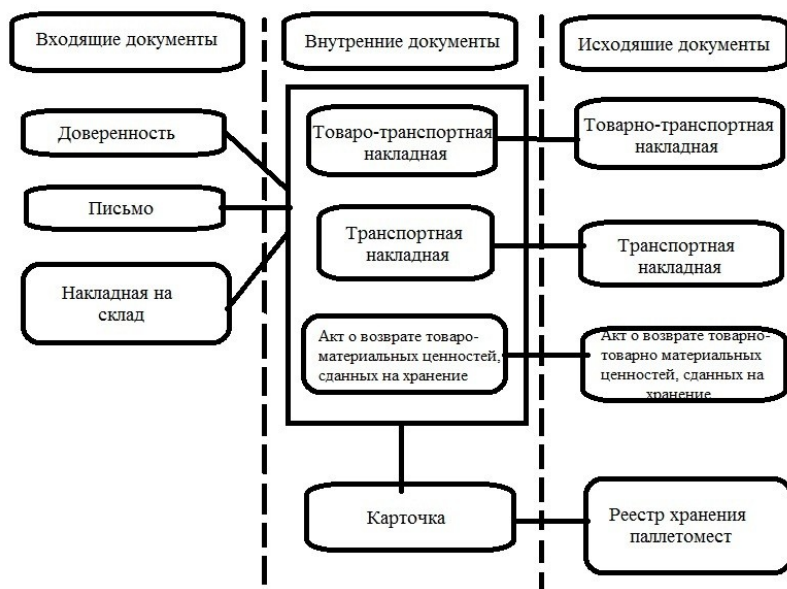 Входящие документы
Внутренние документы
Исходяшие документы
Доверенность
Письмо
Накладная на
склад
Товаро-транспортная
накладная
Транспортная
накладная
Акт о возврате товаро-
материальных ценностей,
сданных на хранение
Карточка
Товарно-транспортная
накладная
Транспортная
накладная
Акт о возврате товарно-
товарно материальных
ценностей, сданных на
хранение
Реестр хранения
паллетомест